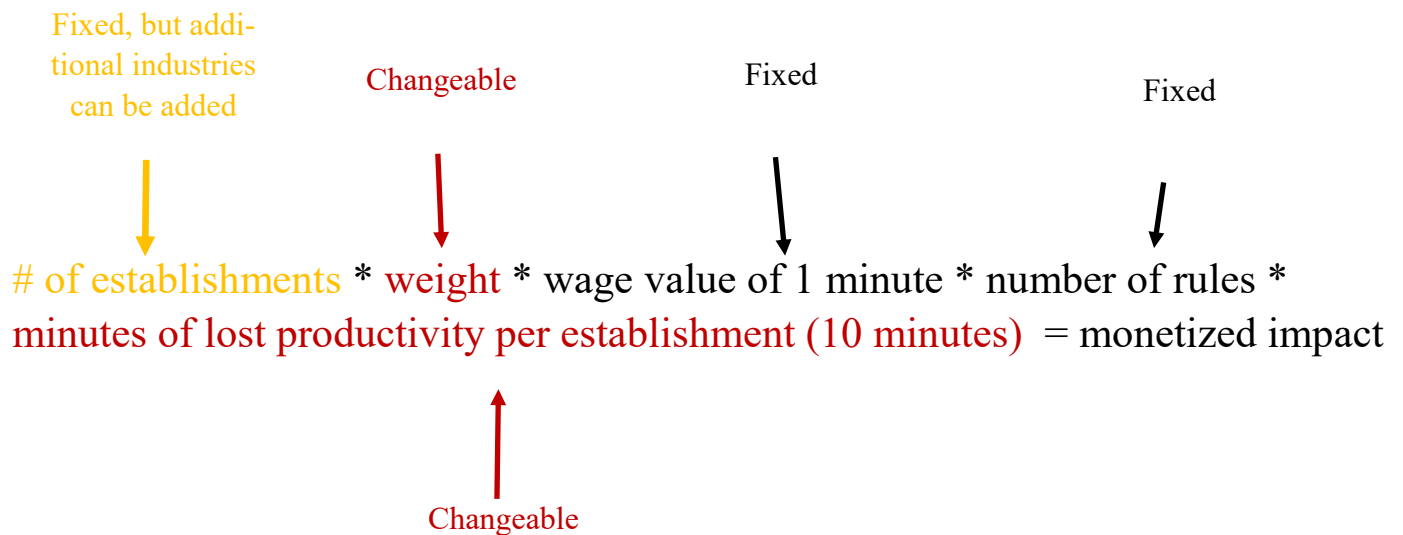 Fixed, but addi-
tional industries
can be added
Changeable
Fixed
Fixed
# of establishments * weight * wage value of 1 minute * number of rules *
minutes of lost productivity per establishment (10 minutes) = monetized impact
Changeable